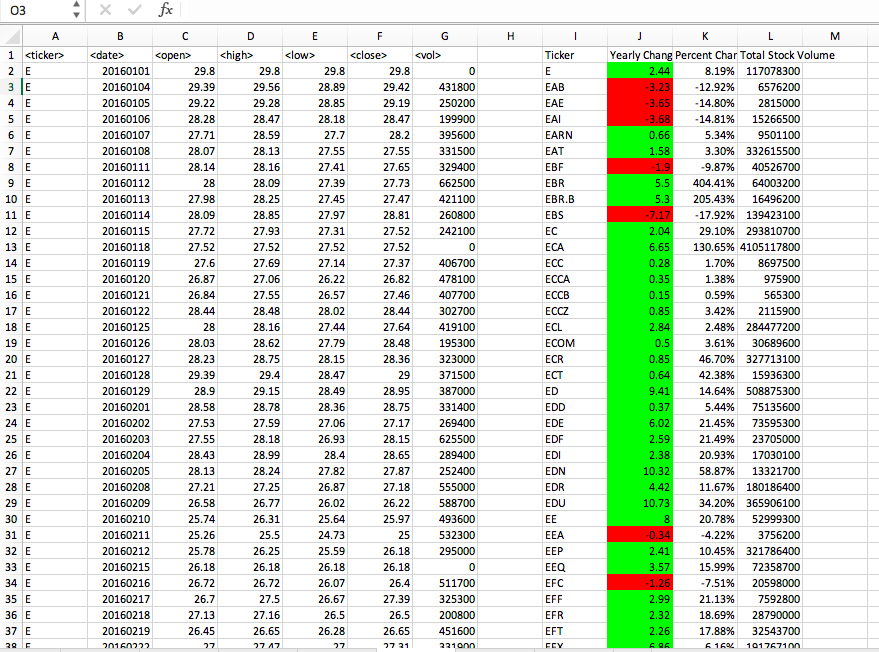 O3 fx
A B C D E F G H I J K L M
1 <ticker> <date> <open> <high> <low> <close> <vol> Ticker Yearly Chang Percent Char Total Stock Volume
2 E 20160101 29.8 29.8 29.8 29.8 0 E 2.44 8.19% 117078300
3 E 20160104 29.39 29.56 28.89 29.42 431800 EAB -3.23 -12.92% 6576200
4 E 20160105 29.22 29.28 28.85 29.19 250200 EAE -3.65 -14.80% 2815000
5 E 20160106 28.28 28.47 28.18 28.47 199900 EAI -3.68 -14.81% 15266500
6 E 20160107 27.71 28.59 27.7 28.2 395600 EARN 0.66 5.34% 9501100
7 E 20160108 28.07 28.13 27.55 27.55 331500 EAT 1.58 3.30% 332615500
8 E 20160111 28.14 28.16 27.41 27.65 329400 EBF -1.9 -9.87% 40526700
9 E 20160112 28 28.09 27.39 27.73 662500 EBR 5.5 404.41% 64003200
10 E 20160113 27.98 28.25 27.45 27.47 421100 EBR.B 5.3 205.43% 16496200
11 E 20160114 28.09 28.85 27.97 28.81 260800 EBS -7.17 -17.92% 139423100
12 E 20160115 27.72 27.93 27.31 27.52 242100 EC 2.04 29.10% 293810700
13 E 20160118 27.52 27.52 27.52 27.52 0 ECA 6.65 130.65% 4105117800
14 E 20160119 27.6 27.69 27.14 27.37 406700 ECC 0.28 1.70% 8697500
15 E 20160120 26.87 27.06 26.22 26.82 478100 ECCA 0.35 1.38% 975900
16 E 20160121 26.84 27.55 26.57 27.46 407700 ECCB 0.15 0.59% 565300
17 E 20160122 28.44 28.48 28.02 28.44 302700 ECCZ 0.85 3.42% 2115900
18 E 20160125 28 28.16 27.44 27.64 419100 ECL 2.84 2.48% 284477200
19 E 20160126 28.03 28.62 27.79 28.48 195300 ECOM 0.5 3.61% 30689600
20 E 20160127 28.23 28.75 28.15 28.36 323000 ECR 0.85 46.70% 327713100
21 E 20160128 29.39 29.4 28.47 29 371500 ECT 0.64 42.38% 15936300
22 E 20160129 28.9 29.15 28.49 28.95 387000 ED 9.41 14.64% 508875300
23 E 20160201 28.58 28.78 28.36 28.75 331400 EDD 0.37 5.44% 75135600
24 E 20160202 27.53 27.59 27.06 27.17 269400 EDE 6.02 21.45% 73595300
25 E 20160203 27.55 28.18 26.93 28.15 625500 EDF 2.59 21.49% 23705000
26 E 20160204 28.43 28.99 28.4 28.65 289400 EDI 2.38 20.93% 17030100
27 E 20160205 28.13 28.24 27.82 27.87 252400 EDN 10.32 58.87% 13321700
28 E 20160208 27.21 27.25 26.87 27.18 555000 EDR 4.42 11.67% 180186400
29 E 20160209 26.58 26.77 26.02 26.22 588700 EDU 10.73 34.20% 365906100
30 E 20160210 25.74 26.31 25.64 25.97 493600 EE 8 20.78% 52999300
31 E 20160211 25.26 25.5 24.73 25 532300 EEA -0.34 -4.22% 3756200
32 E 20160212 25.78 26.25 25.59 26.18 295000 EEP 2.41 10.45% 321786400
33 E 20160215 26.18 26.18 26.18 26.18 0 EEQ 3.57 15.99% 72358700
34 E 20160216 26.72 26.72 26.07 26.4 511700 EFC -1.26 -7.51% 20598000
35 E 20160217 26.7 27.5 26.67 27.39 325300 EFF 2.99 21.13% 7592800
36 E 20160218 27.13 27.16 26.5 26.5 200800 EFR 2.32 18.69% 28790000
37 E 20160219 26.45 26.65 26.28 26.65 451600 EFT 2.26 17.88% 32543700
38 E 20160222 27 27.47 27 27.31 331900 EFX 6.86 6.16% 191767100